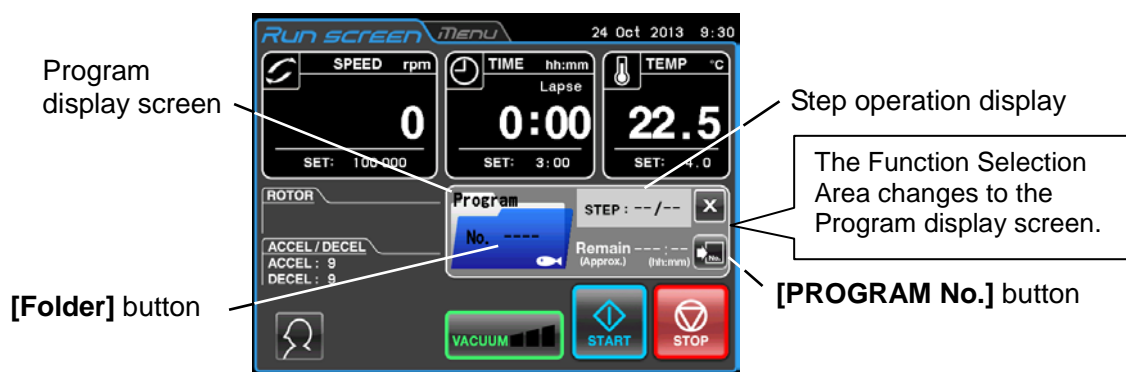 Run screen Menu 24 Oct 2013 9:30
Program
display screen
SPEED rpm
0
SET: 100 000
TIME hh:mm
Lapse
0:00
SET: 3:00
TEMP °C
22.5
SET: 4.0
Step operation display
The Function Selection
Area changes to the
Program display screen.
ROTOR
ACCEL/DECEL
ACCEL: 9
DECEL: 9
Program
No. ----
STEP: --/-- X
Remain ---:--
(Approx.) (hh:mm) No.
[Folder] button
[PROGRAM No.] button
VACUUM
START
STOP